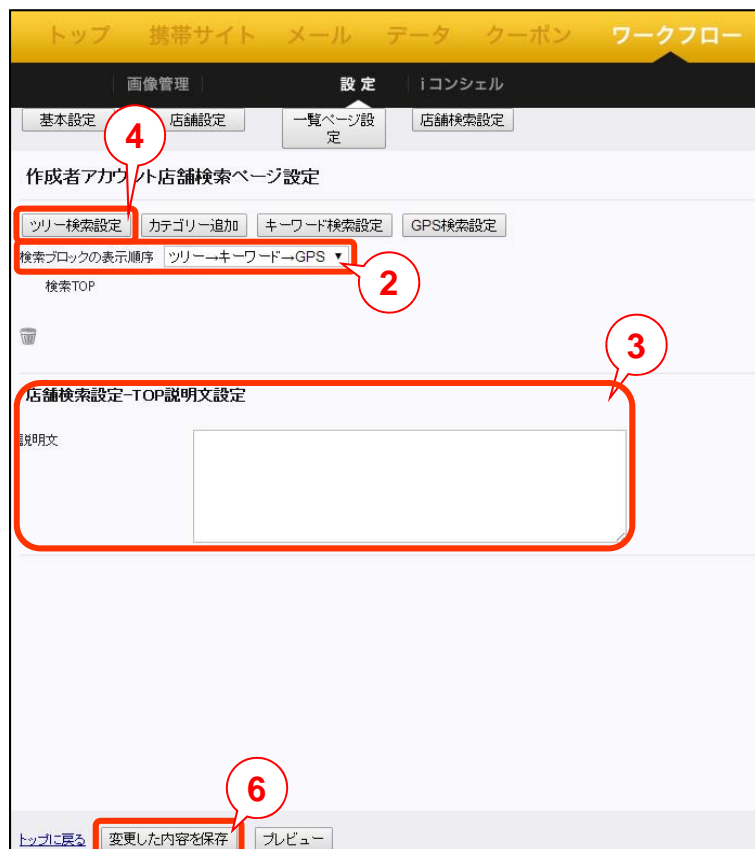 トップ 携帯サイト メール データ クーポン ワークフロー
画像管理 設定 iコンシェル
基本設定 店舗設定 一覧ページ設定 店舗検索設定
4
作成者アカウント店舗検索ページ設定
ツリー検索設定 カテゴリー追加 キーワード検索設定 GPS検索設定
検索ブロックの表示順序 ツリー→キーワード→GPS ▼
2
検索TOP
3
店舗検索設定-TOP説明文設定
説明文
6
トップに戻る 変更した内容を保存 プレビュー